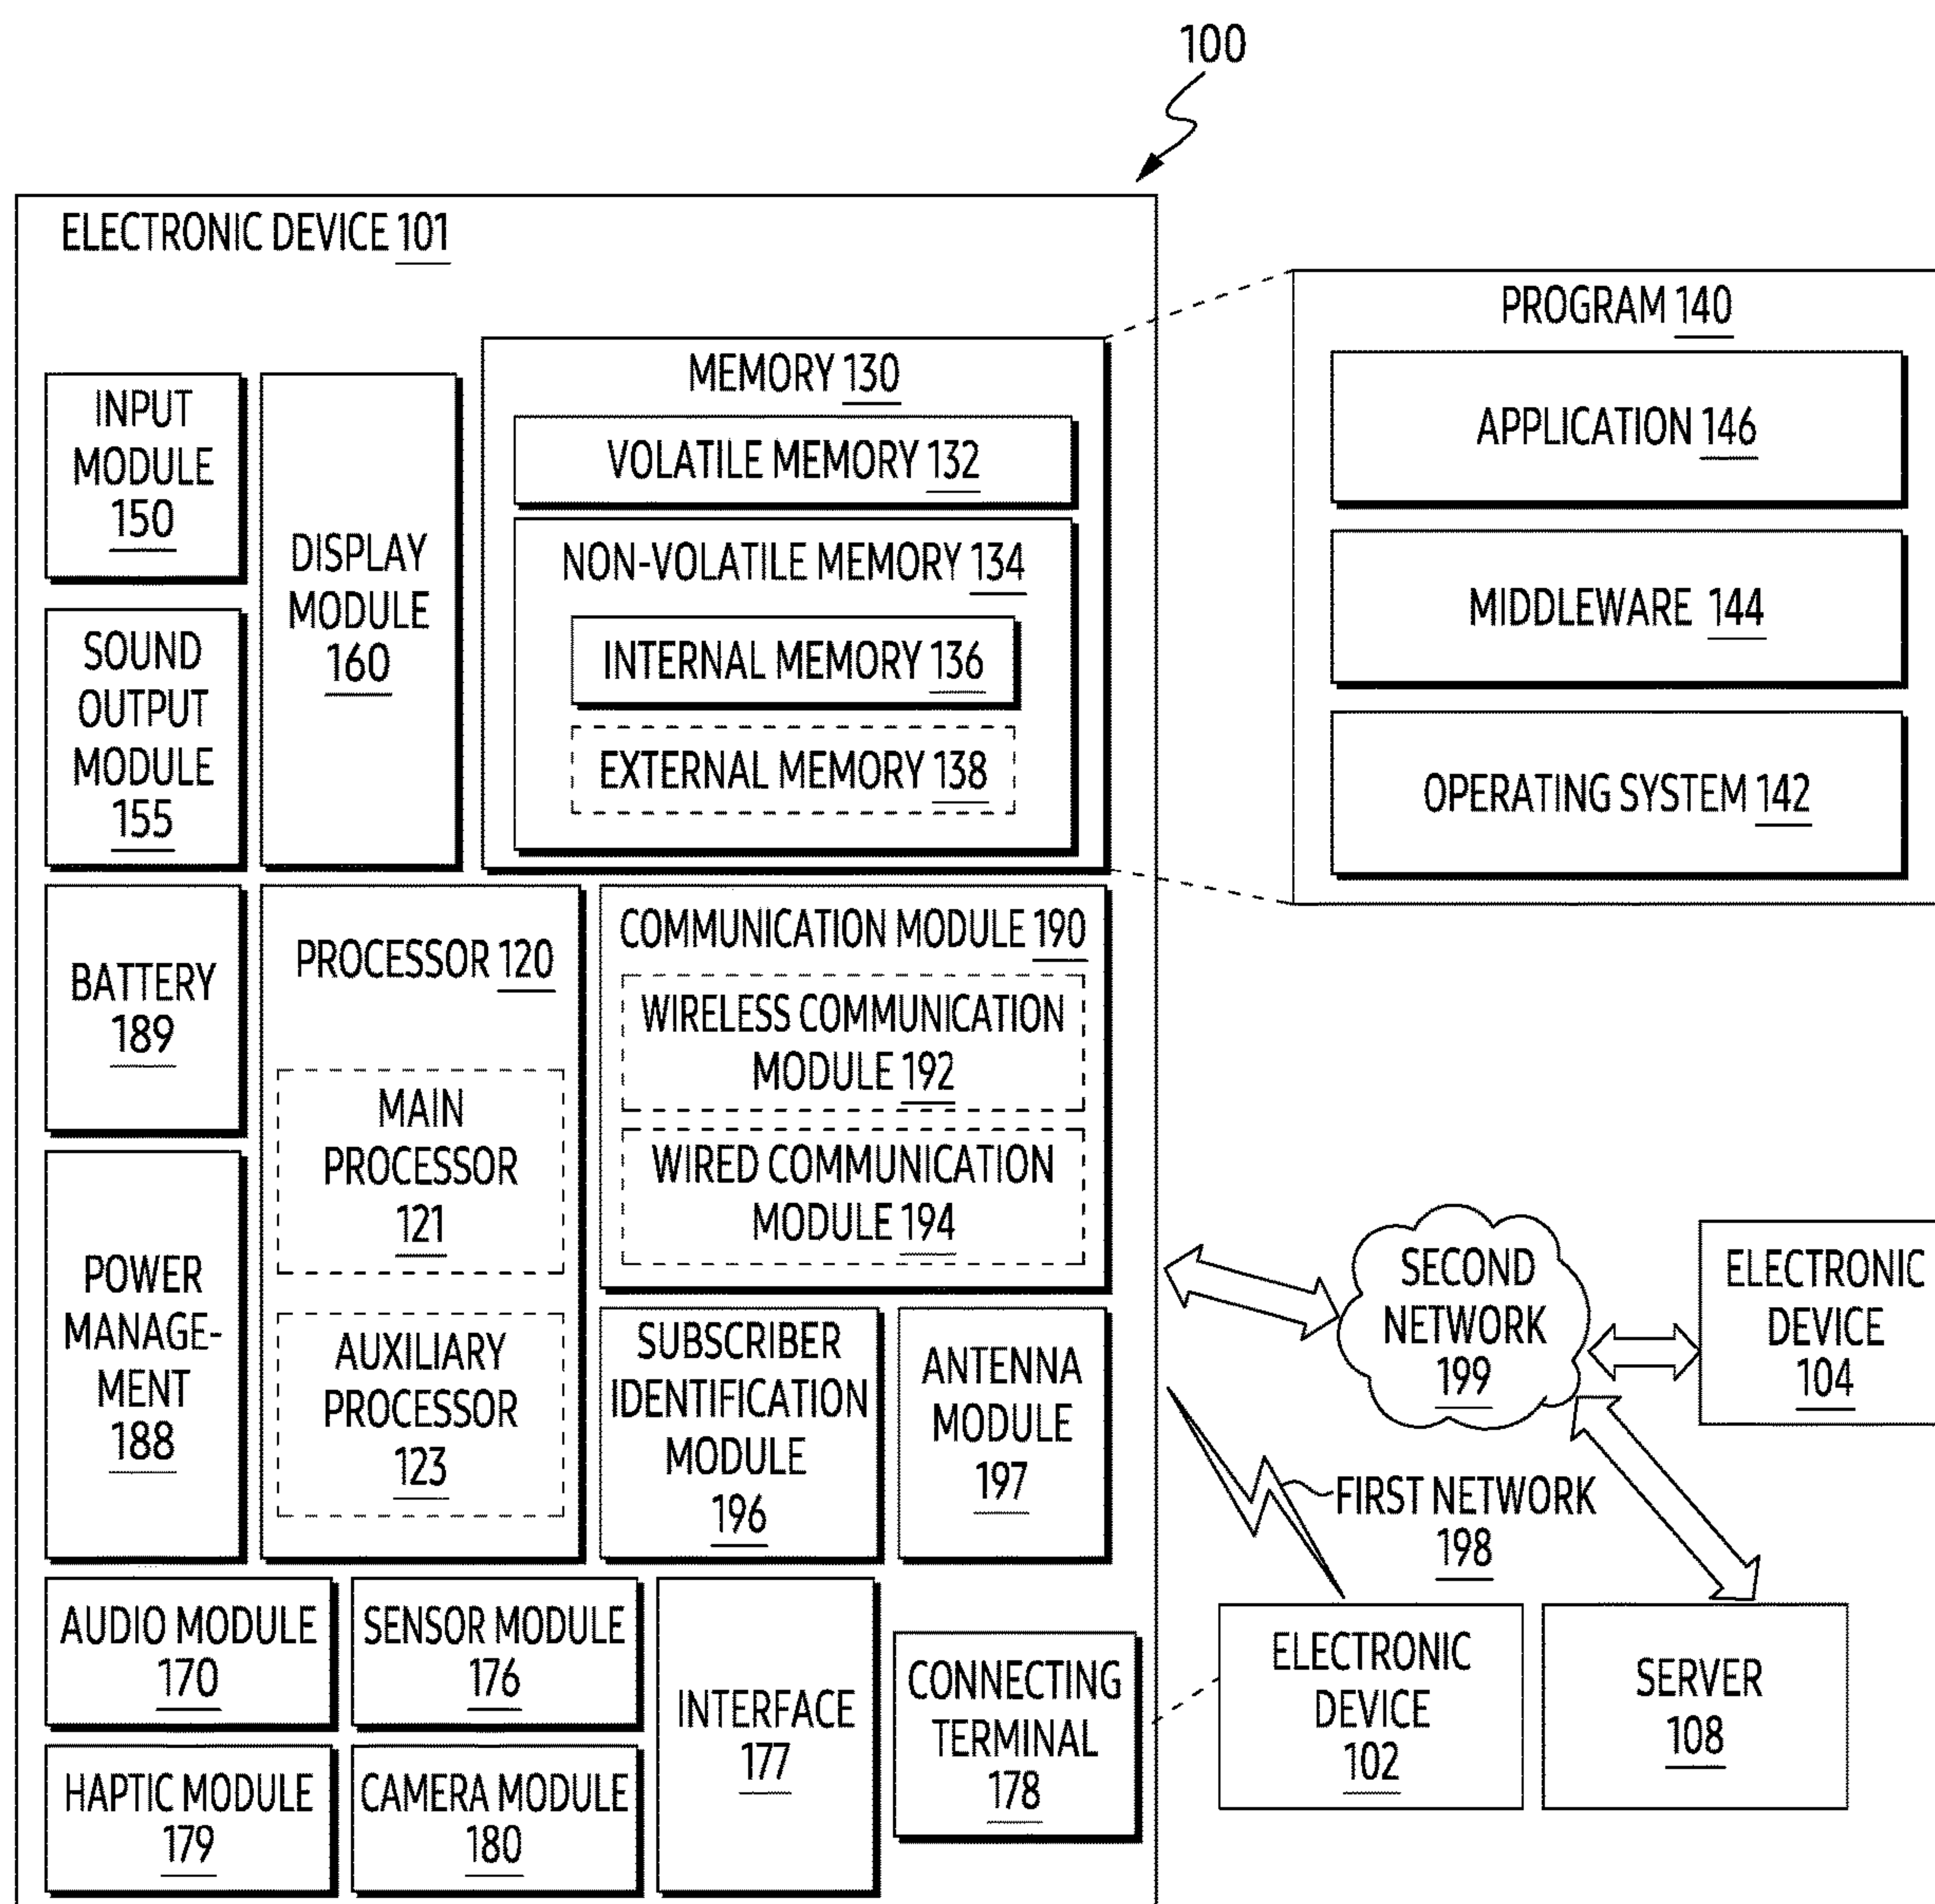 100
ELECTRONIC DEVICE 101
INPUT
MODULE
150
SOUND
OUTPUT
MODULE
155
DISPLAY
MODULE
160
MEMORY 130
VOLATILE MEMORY 132
NON-VOLATILE MEMORY 134
INTERNAL MEMORY 136
EXTERNAL MEMORY 138
PROGRAM 140
APPLICATION 146
MIDDLEWARE 144
OPERATING SYSTEM 142
BATTERY
189
POWER
MANAGE-
MENT
188
PROCESSOR 120
MAIN
PROCESSOR
121
AUXILIARY
PROCESSOR
123
COMMUNICATION MODULE 190
WIRELESS COMMUNICATION
MODULE 192
WIRED COMMUNICATION
MODULE 194
SUBSCRIBER
IDENTIFICATION
MODULE
196
ANTENNA
MODULE
197
SECOND
NETWORK
199
ELECTRONIC
DEVICE
104
FIRST NETWORK
198
AUDIO MODULE
170
SENSOR MODULE
176
HAPTIC MODULE
179
CAMERA MODULE
180
INTERFACE
177
CONNECTING
TERMINAL
178
ELECTRONIC
DEVICE
102
SERVER
108